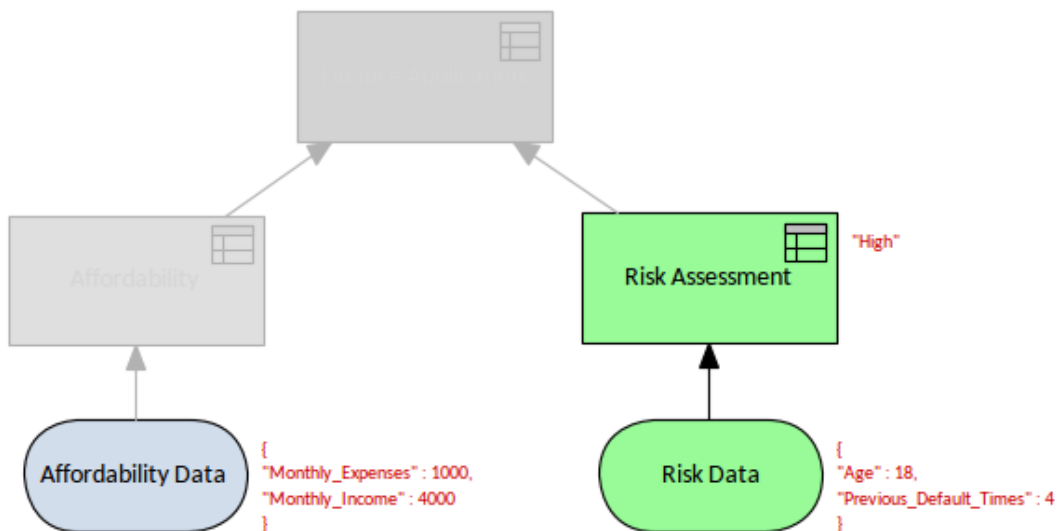 Affordability
"High"
Risk Assessment
Affordability Data
{
"Monthly_Expenses" : 1000,
"Monthly_Income" : 4000
}
Risk Data
{
"Age" : 18,
"Previous_Default_Times" : 4
}